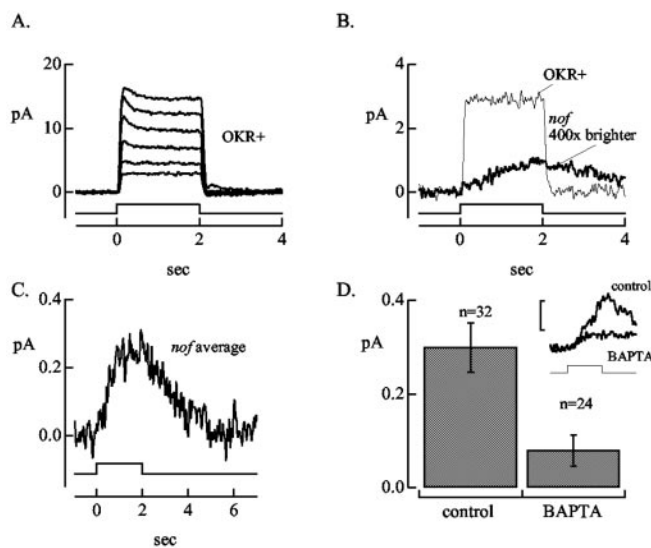 A.
20
10
0
pA
OKR+
0
2
4
sec
B.
4
2
0
pA
OKR+
nof
400x brighter
0
2
4
sec
C.
0.4
0.2
0.0
pA
nof average
0
2
4
6
sec
D.
0.4
0.2
0.0
pA
n=32
n=24
control
BAPTA
control
BAPTA